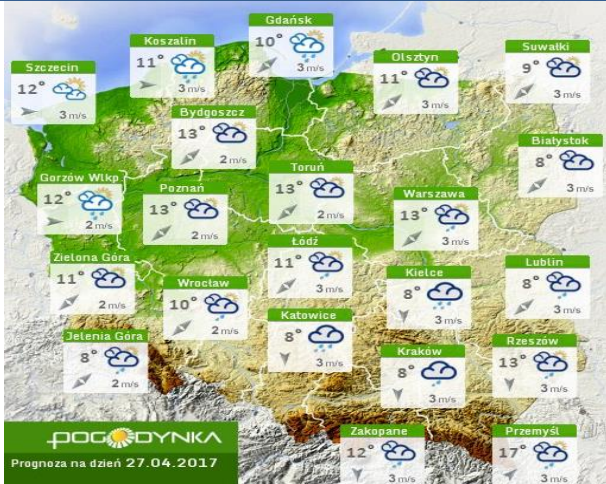 Gdańsk
10°
3 m/s
Koszalin
11°
3 m/s
Suwałki
9°
3 m/s
Olsztyn
11°
3 m/s
Szczecin
12°
3 m/s
Bydgoszcz
13°
2 m/s
Białystok
8°
3 m/s
Toruń
13°
2 m/s
Gorzów Wlkp
12°
2 m/s
Poznań
13°
2 m/s
Warszawa
13°
3 m/s
Łódź
11°
3 m/s
Zielona Góra
11°
2 m/s
Lublin
8°
3 m/s
Kielce
8°
3 m/s
Wrocław
10°
2 m/s
Katowice
8°
3 m/s
Jelenia Góra
8°
2 m/s
Rzeszów
13°
3 m/s
Kraków
8°
3 m/s
Zakopane
12°
3 m/s
Przemyśl
17°
3 m/s
POGODYNKA
Prognoza na dzień 27.04.2017